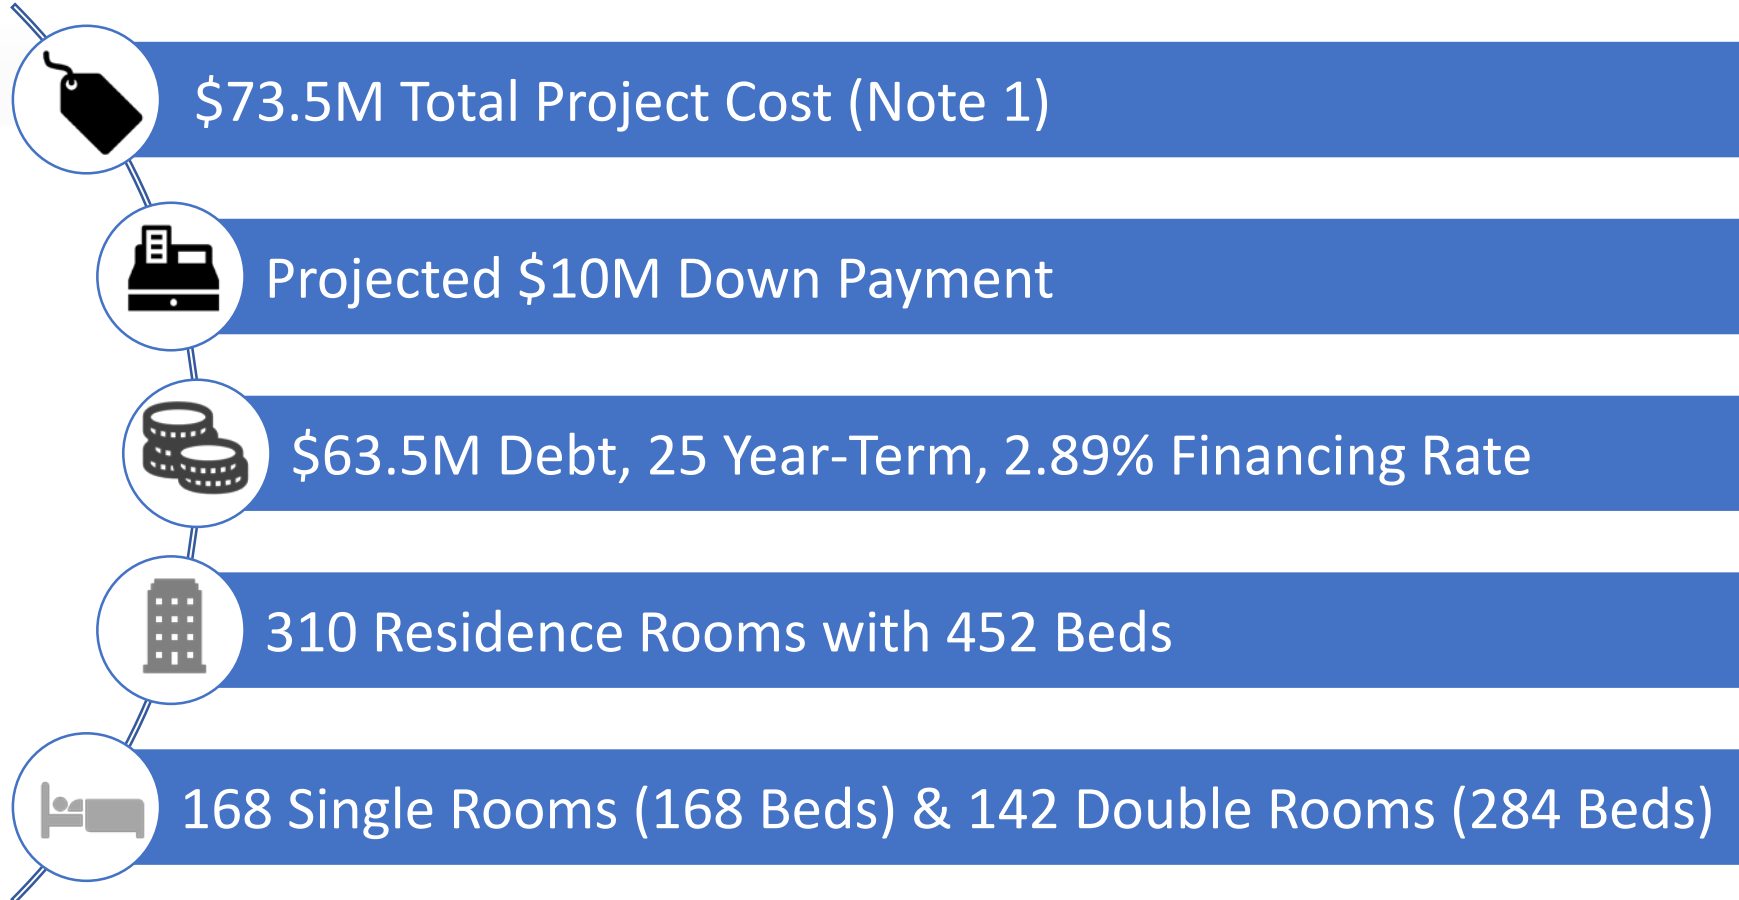 $73.5M Total Project Cost (Note 1)
Projected $10M Down Payment
$63.5M Debt, 25 Year-Term, 2.89% Financing Rate
310 Residence Rooms with 452 Beds
168 Single Rooms (168 Beds) & 142 Double Rooms (284 Beds)